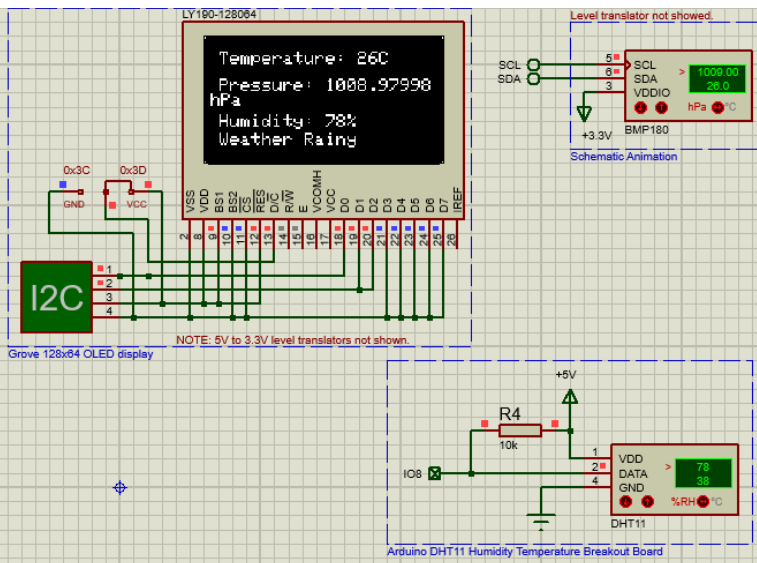 LY190-128064
Temperature: 26C
Pressure: 1008.97998
hPa
Humidity: 78%
Weather Rainy
0x3C
0x3D
GND
VCC
VSS
VDD
BS1
BS2
CS
RES
D/C
R/W
E
VCOMH
VCC
D0
D1
D2
D3
D4
D5
D6
D7
IREF
2
8
9
10
11
12
13
14
15
16
17
18
19
20
21
22
23
24
25
26
I2C
1
2
3
4
NOTE: 5V to 3.3V level translators not shown.
Grove 128x64 OLED display
Level translator not showed.
SCL
SDA
5
6
3
SCL
SDA
VDDIO
>
1009.00
26.0
hPa
°C
+3.3V
BMP180
Schematic Animation
+5V
R4
10k
IO8
1
2
4
VDD
DATA
GND
>
78
38
%RH
°C
DHT11
Arduino DHT11 Humidity Temperature Breakout Board